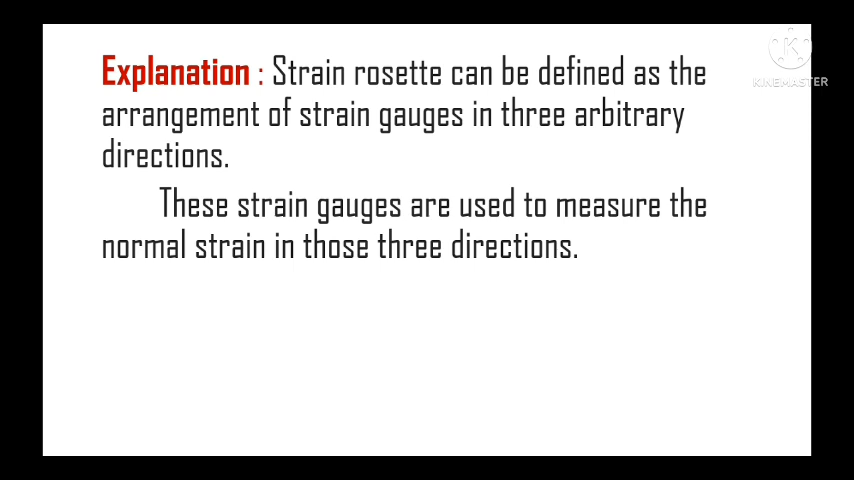 Explanation : Strain rosette can be defined as the
arrangement of strain gauges in three arbitrary
directions.
These strain gauges are used to measure the
normal strain in those three directions.
K
KINEMASTER